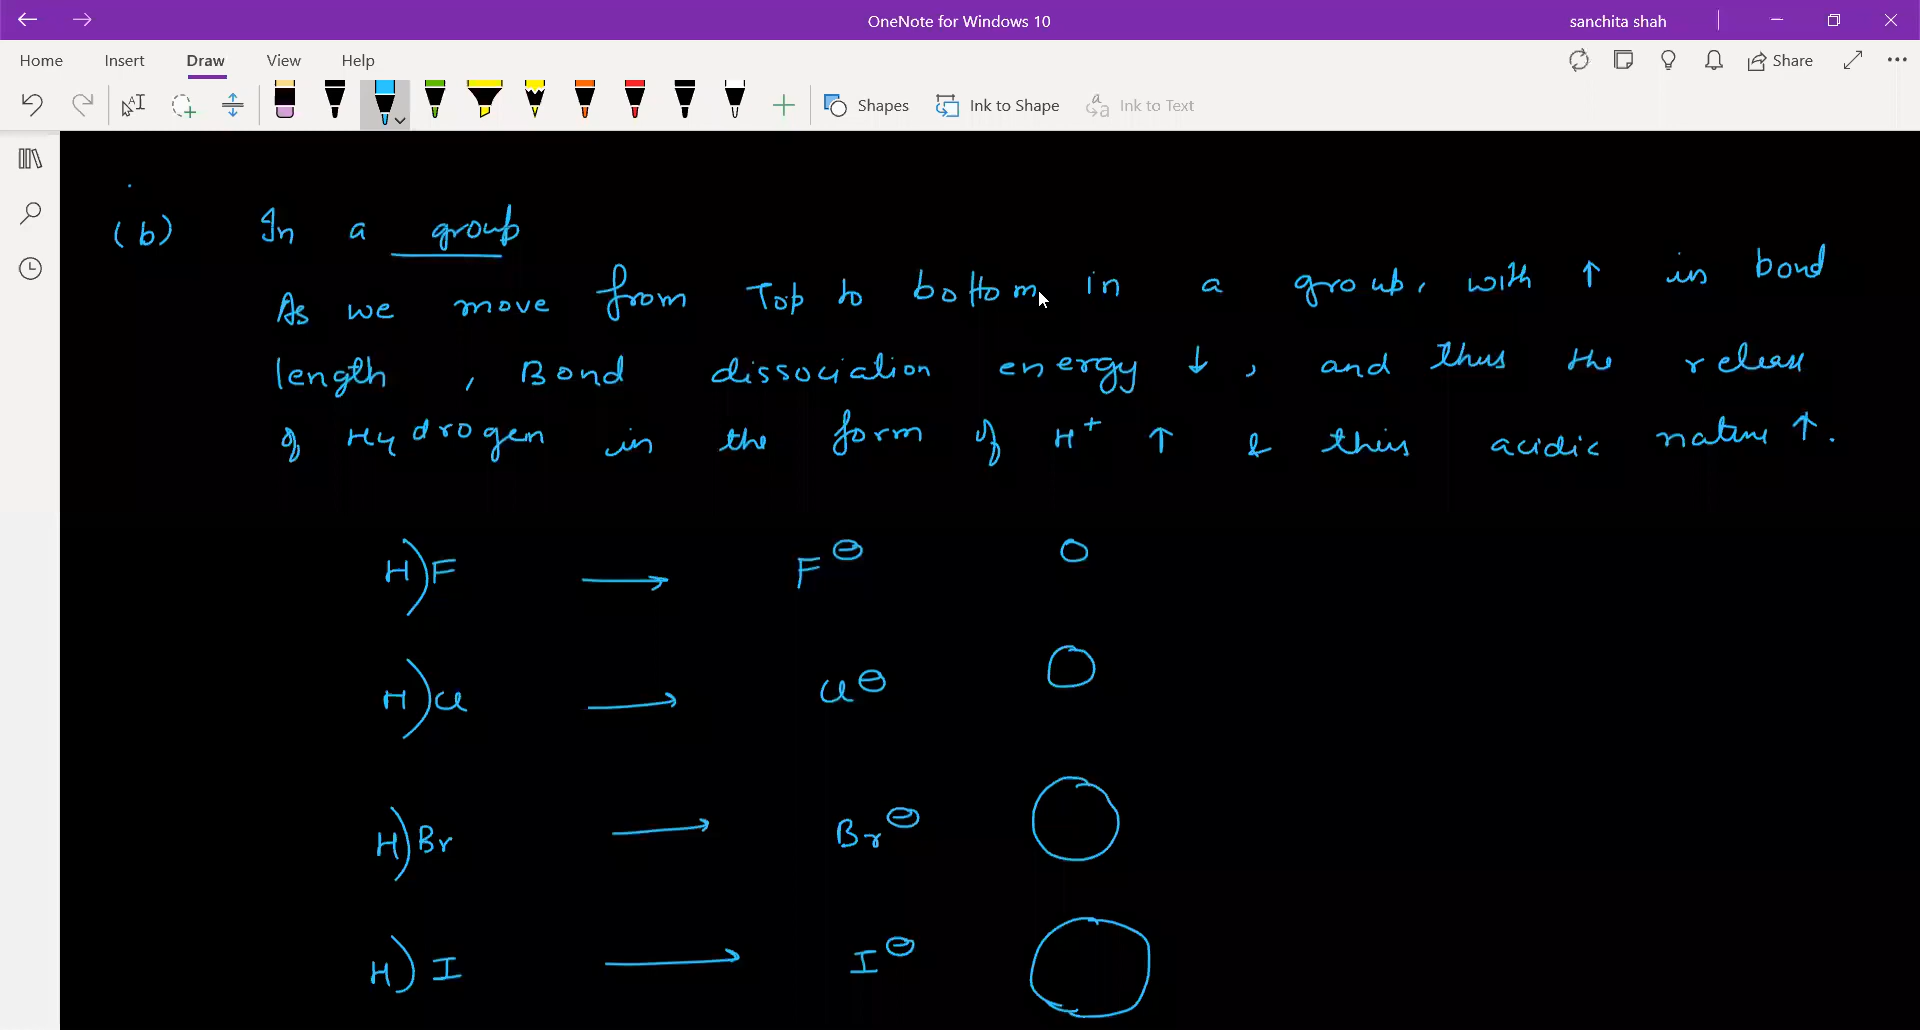 OneNote for Windows 10
sanchita shah
Home Insert Draw View Help
Share
Shapes Ink to Shape Ink to Text
(b) In a group
As we move from Top to bottom in a group, with ↑ in bond
length, Bond dissociation energy ↓, and thus the release
of Hydrogen in the form of H⁺ ↑ & thus acidic nature ↑.
H)F → F⊖
H)Cl → Cl⊖
H)Br → Br⊖
H)I → I⊖